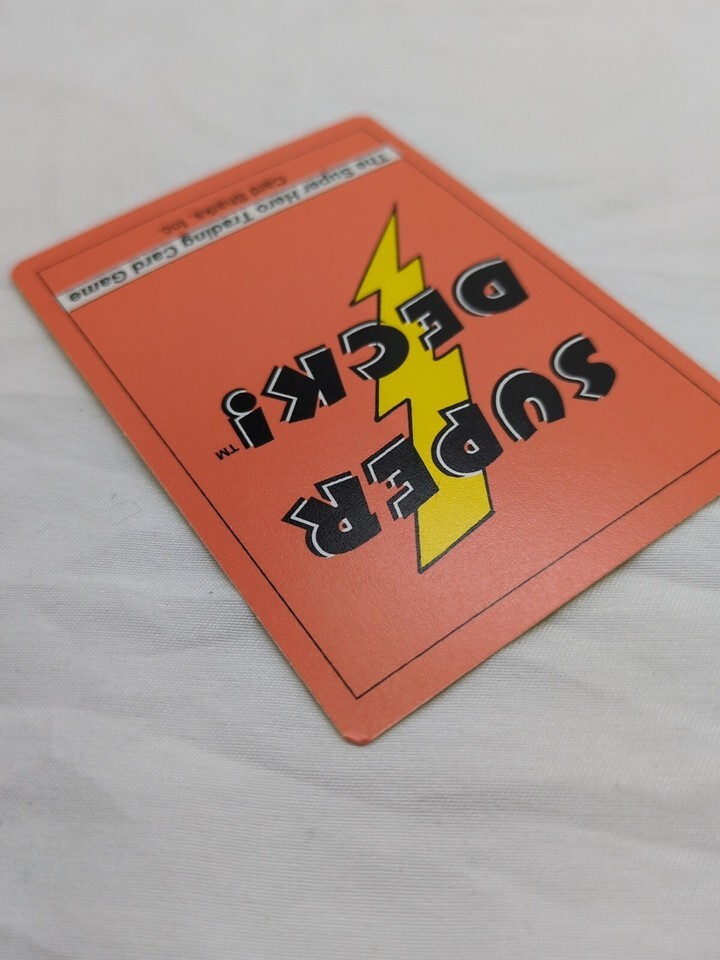 SUPER
DECK!™
The Super Hero Trading Card Game
Card Sharks, Inc.